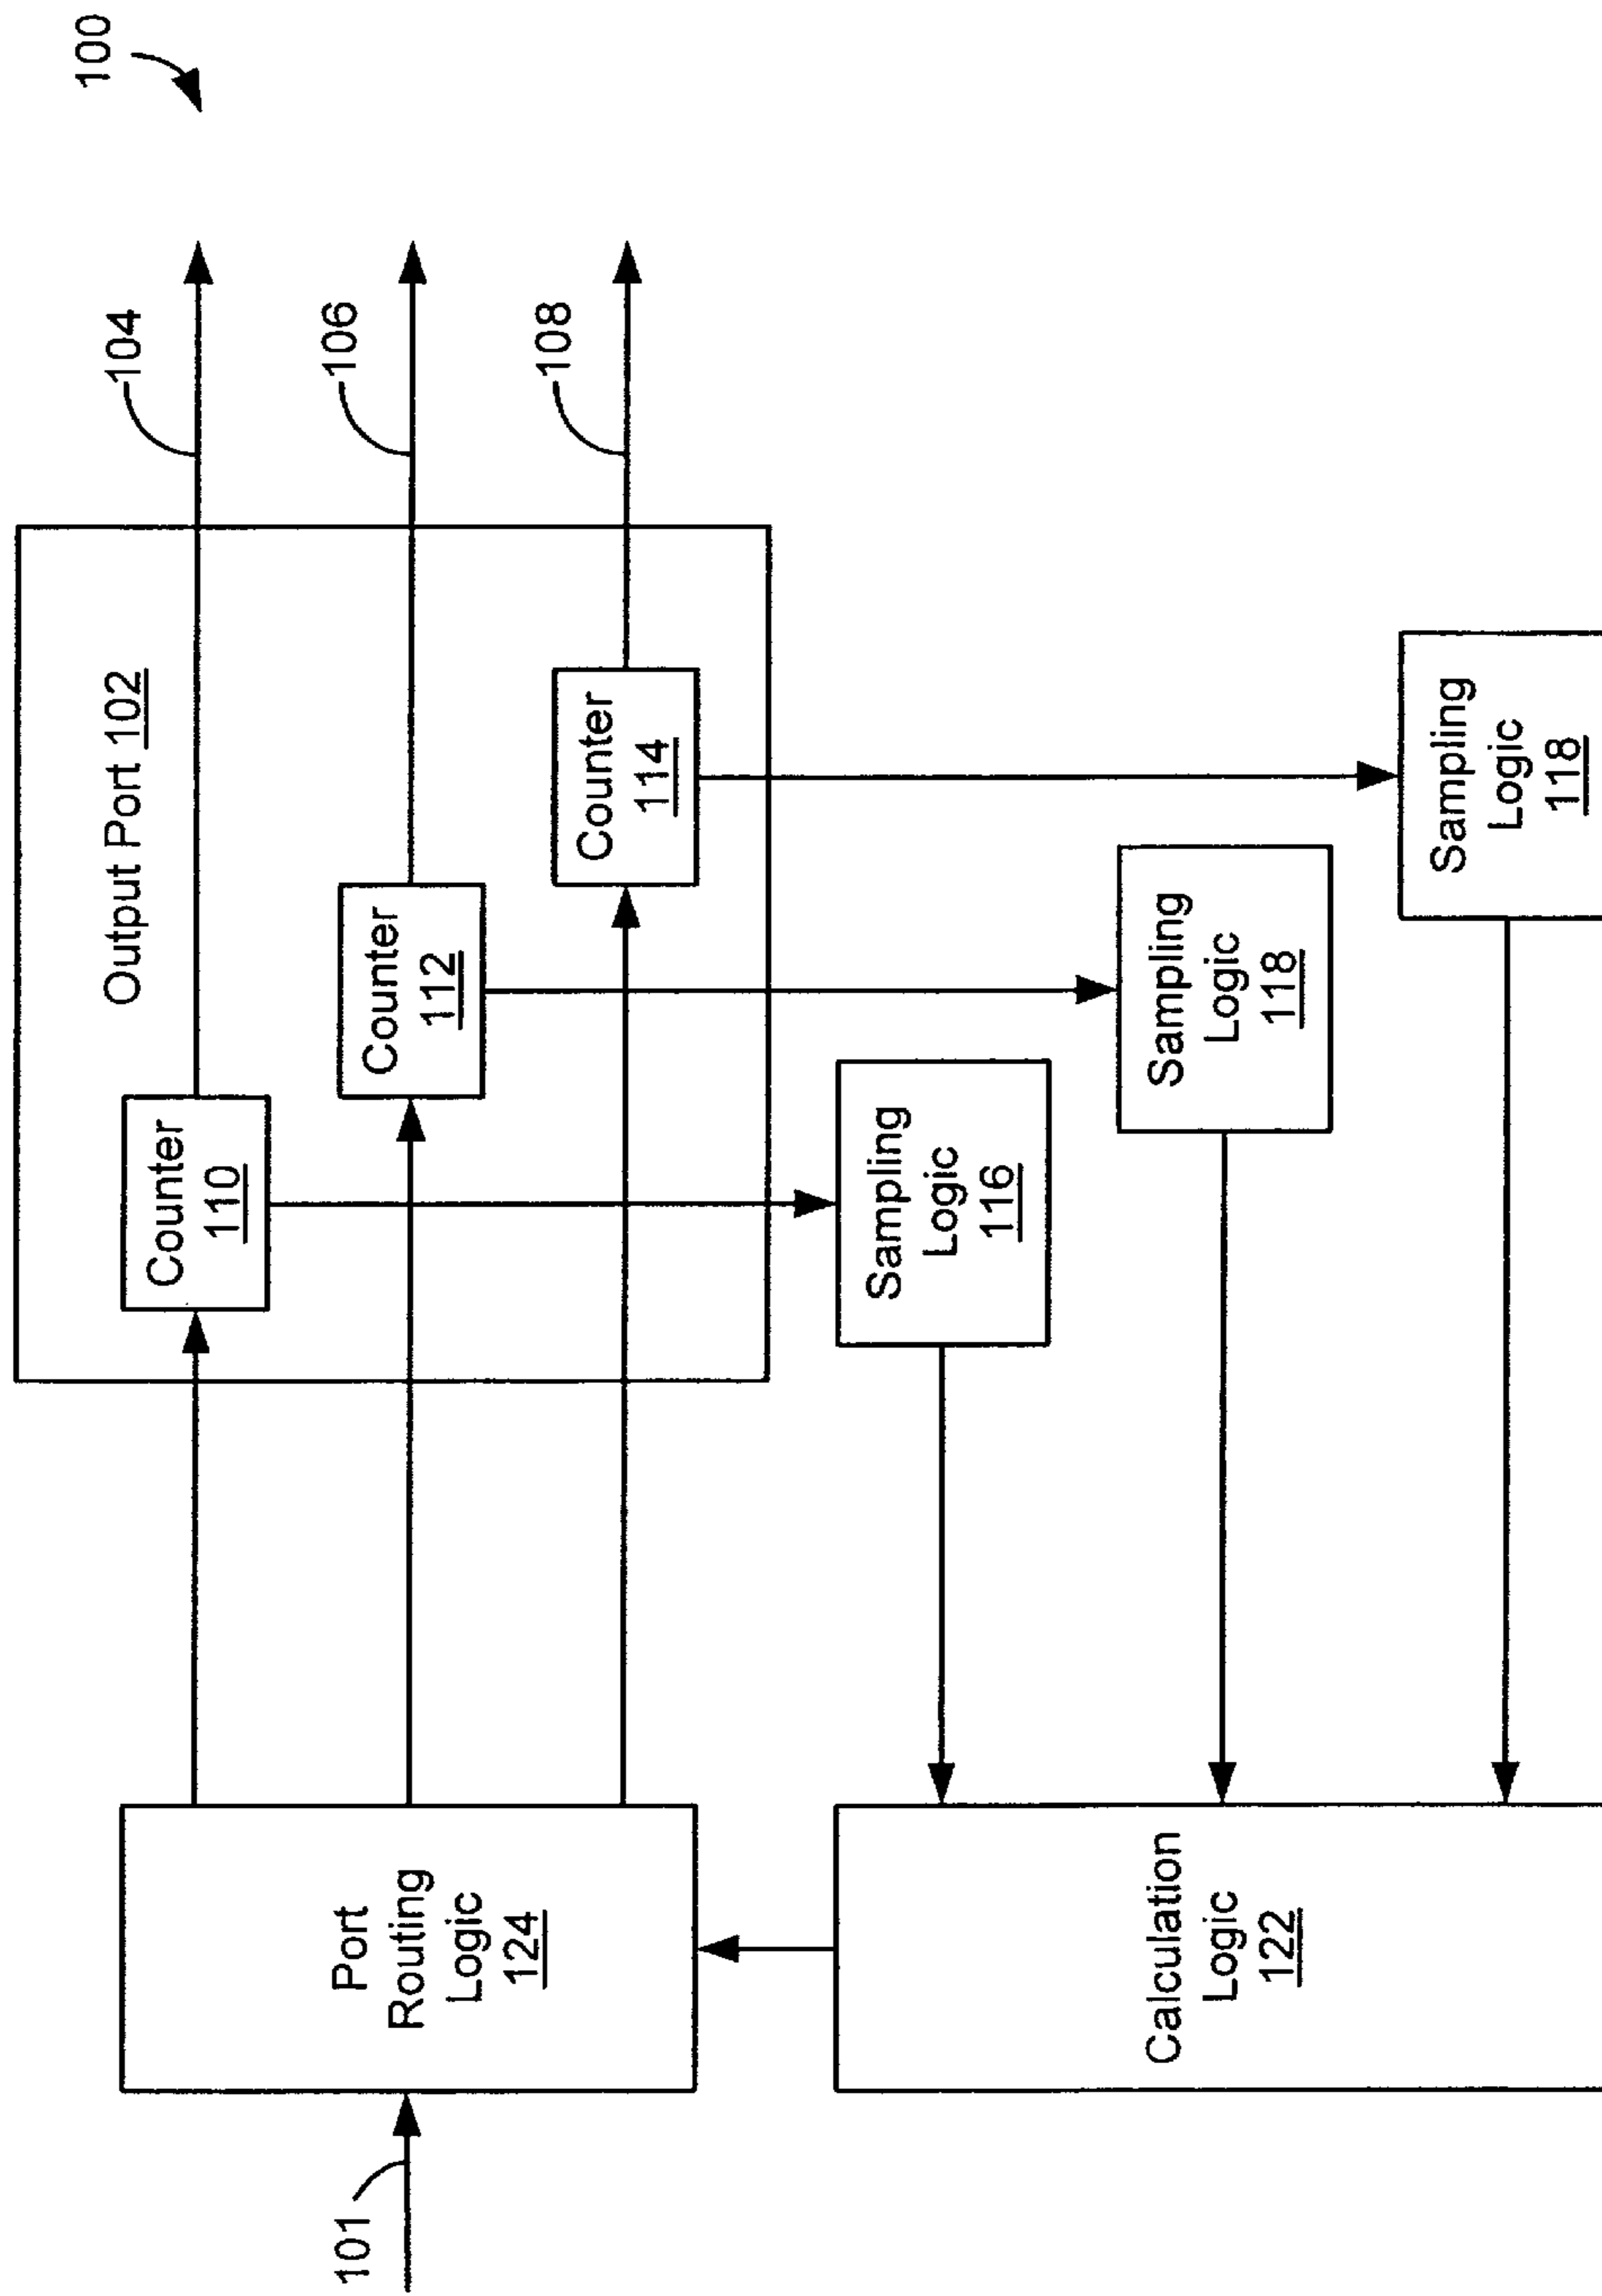 100
104
106
108
Output Port 102
Counter
110
Counter
112
Counter
114
Sampling
Logic
116
Sampling
Logic
118
Sampling
Logic
118
Port
Routing
Logic
124
Calculation
Logic
122
101